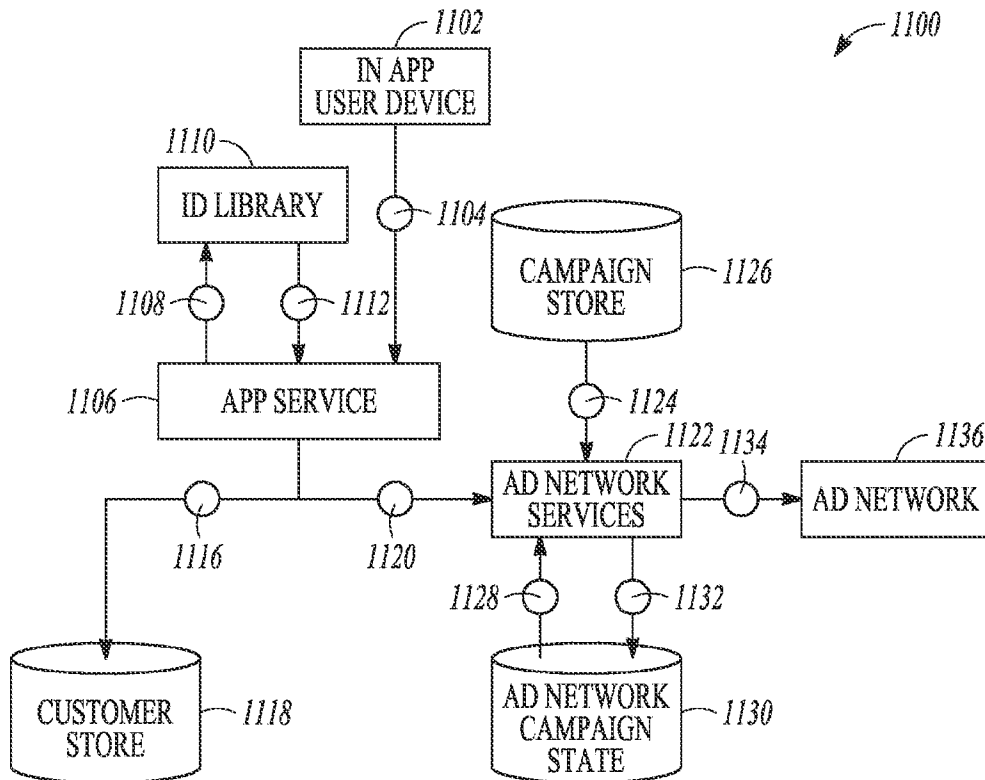 1102
1100
IN APP
USER DEVICE
1110
ID LIBRARY
1104
CAMPAIGN
STORE
1126
1108
1112
1106
APP SERVICE
1124
1122
1134
1136
AD NETWORK
SERVICES
AD NETWORK
1116
1120
1128
1132
CUSTOMER
STORE
1118
AD NETWORK
CAMPAIGN
STATE
1130